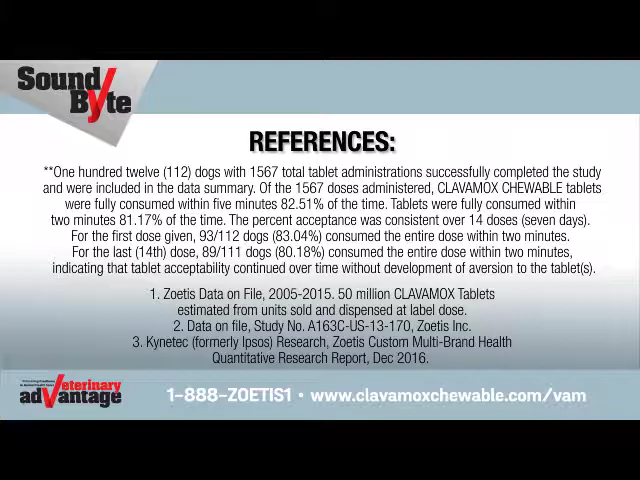 Sound
Byte
REFERENCES:
**One hundred twelve (112) dogs with 1567 total tablet administrations successfully completed the study
and were included in the data summary. Of the 1567 doses administered, CLAVAMOX CHEWABLE tablets
were fully consumed within five minutes 82.51% of the time. Tablets were fully consumed within
two minutes 81.17% of the time. The percent acceptance was consistent over 14 doses (seven days).
For the first dose given, 93/112 dogs (83.04%) consumed the entire dose within two minutes.
For the last (14th) dose, 89/111 dogs (80.18%) consumed the entire dose within two minutes,
indicating that tablet acceptability continued over time without development of aversion to the tablet(s).
1. Zoetis Data on File, 2005-2015. 50 million CLAVAMOX Tablets
estimated from units sold and dispensed at label dose.
2. Data on file, Study No. A163C-US-13-170, Zoetis Inc.
3. Kynetec (formerly Ipsos) Research, Zoetis Custom Multi-Brand Health
Quantitative Research Report, Dec 2016.
Veterinary
adVantage
1-888-ZOETIS1 • www.clavamoxchewable.com/vam